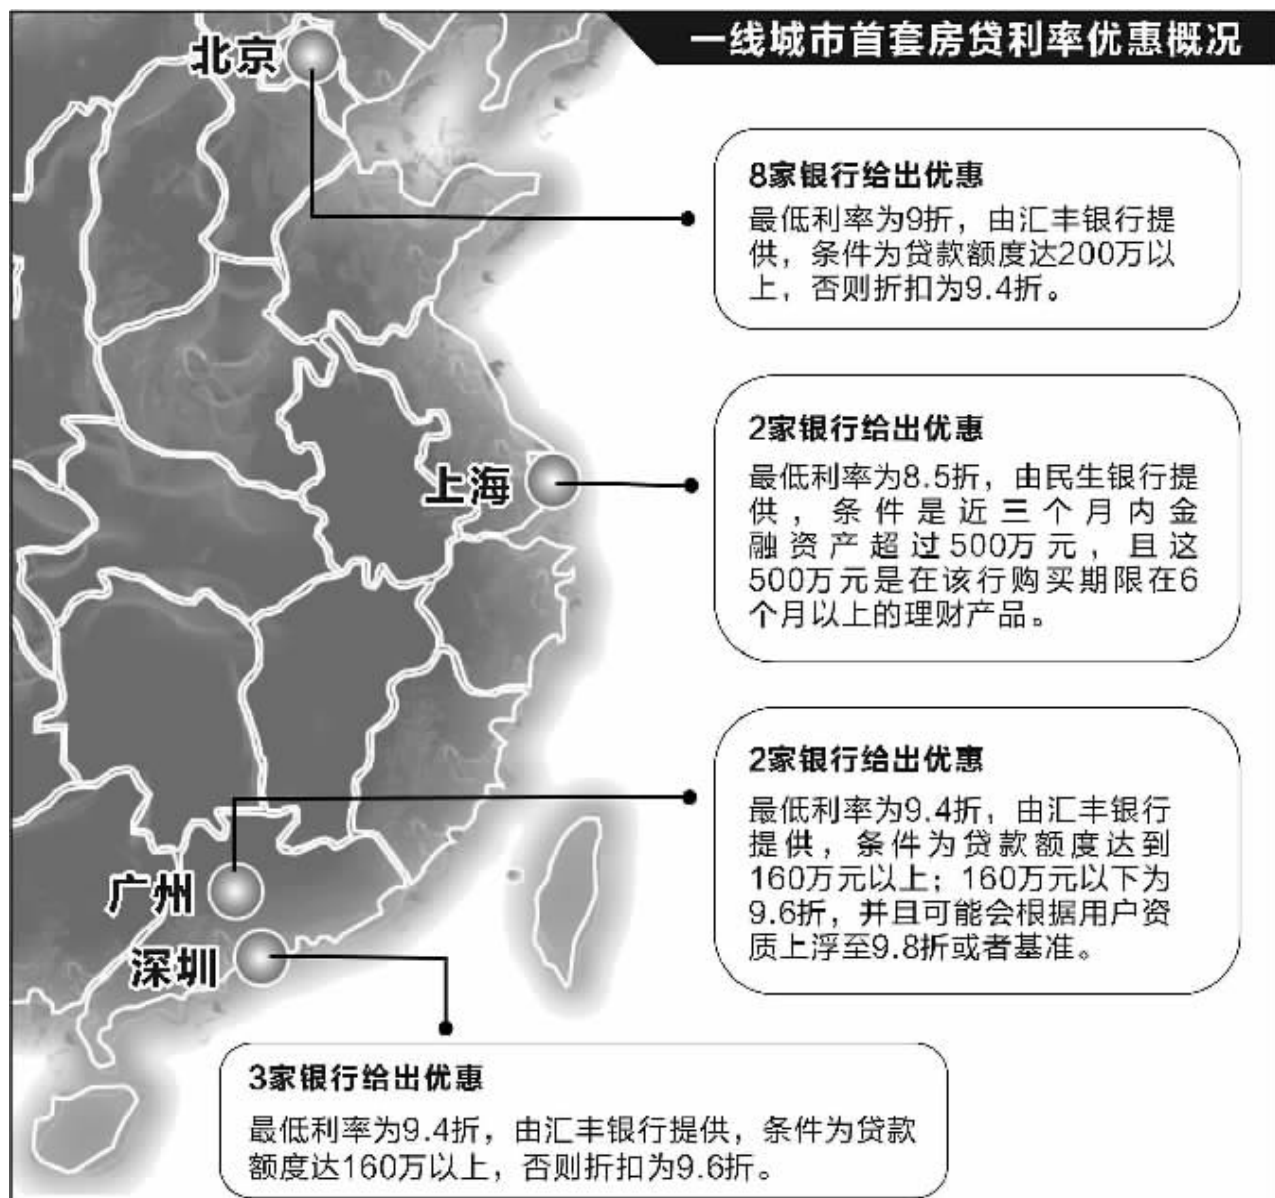 一线城市首套房贷利率优惠概况
北京
8家银行给出优惠
最低利率为9折，由汇丰银行提
供，条件为贷款额度达200万以
上，否则折扣为9.4折。
上海
2家银行给出优惠
最低利率为8.5折，由民生银行提
供，条件是近三个月内金
融资产超过500万元，且这
500万元是在该行购买期限在6
个月以上的理财产品。
广州
2家银行给出优惠
最低利率为9.4折，由汇丰银行
提供，条件为贷款额度达到
160万元以上；160万元以下为
9.6折，并且可能会根据用户资
质上浮至9.8折或者基准。
深圳
3家银行给出优惠
最低利率为9.4折，由汇丰银行提供，条件为贷款
额度达160万以上，否则折扣为9.6折。